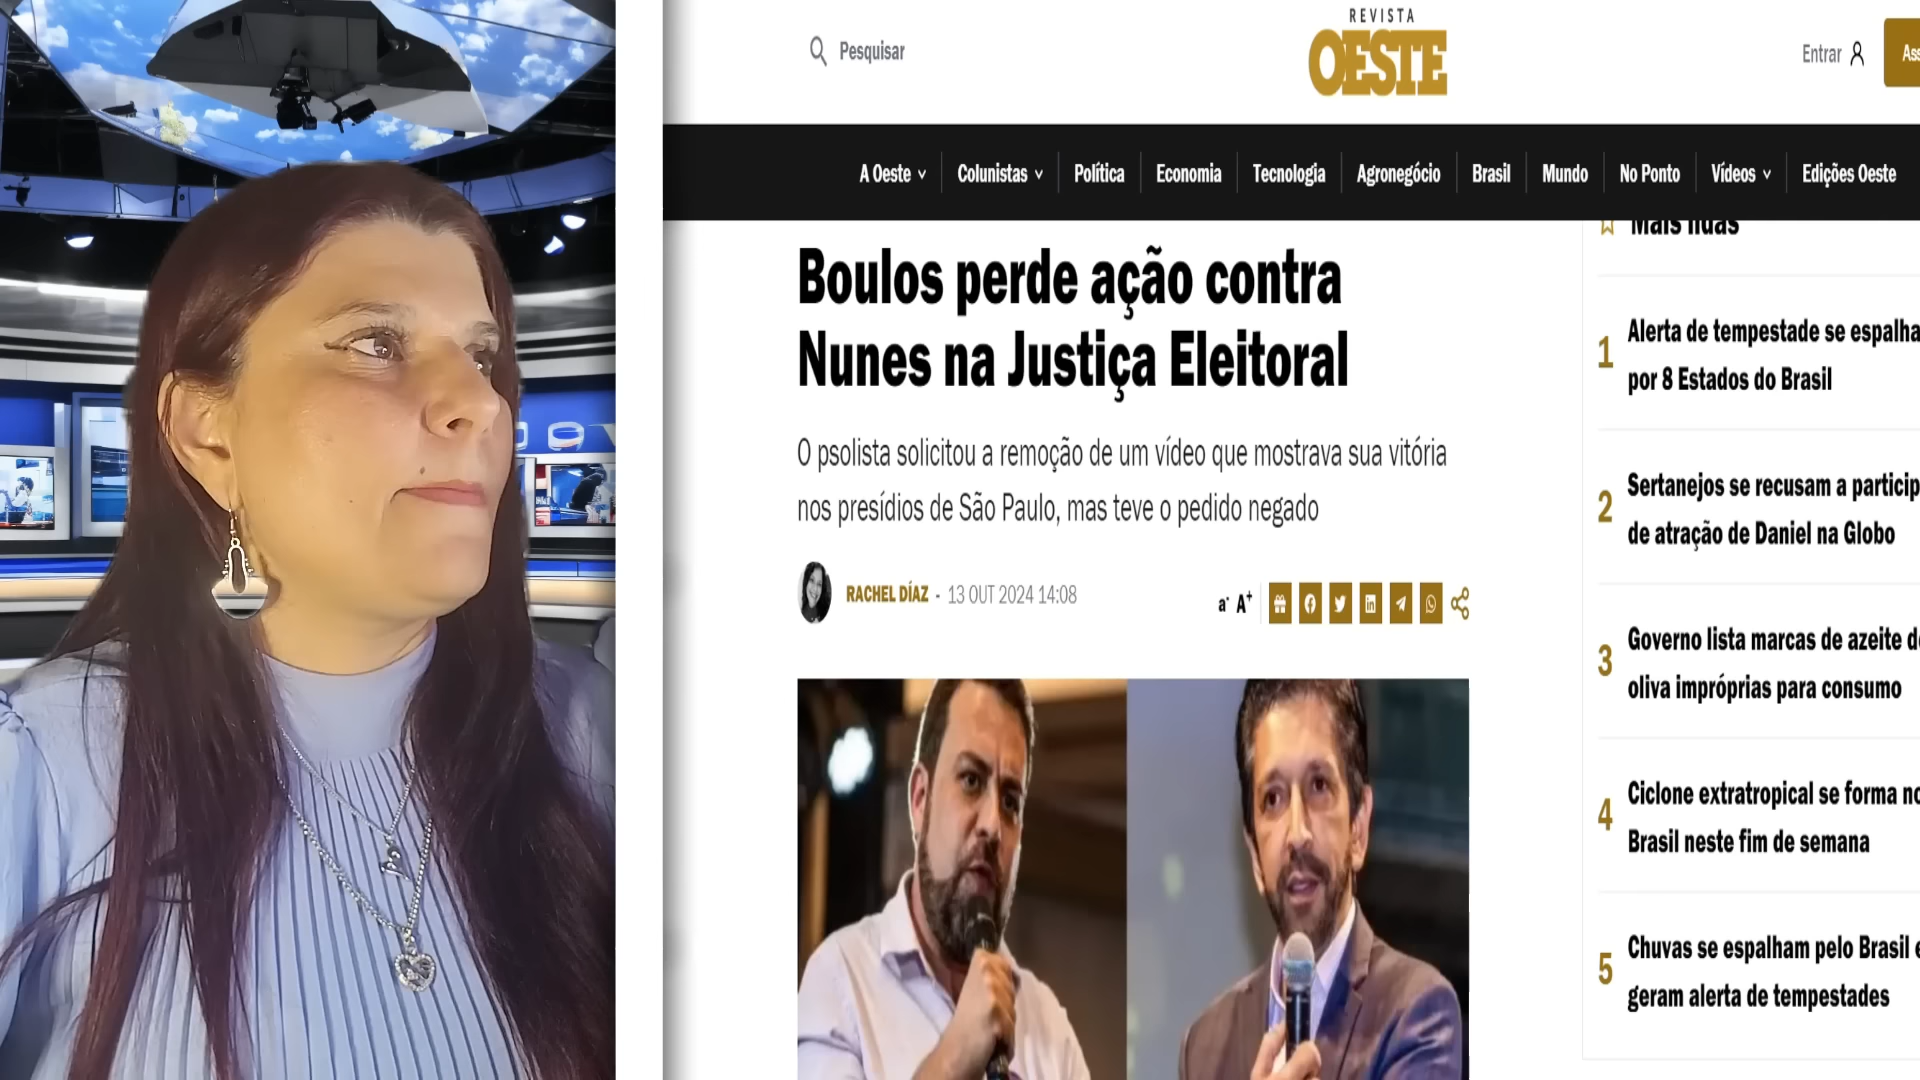 REVISTA
OESTE
Pesquisar
Entrar
A Oeste
Colunistas
Política
Economia
Tecnologia
Agronegócio
Brasil
Mundo
No Ponto
Vídeos
Edições Oeste
Boulos perde ação contra
Nunes na Justiça Eleitoral
O psolista solicitou a remoção de um vídeo que mostrava sua vitória
nos presídios de São Paulo, mas teve o pedido negado
RACHEL DÍAZ - 13 OUT 2024 14:08
a- A+
Mais lidas
1
Alerta de tempestade se espalha
por 8 Estados do Brasil
2
Sertanejos se recusam a particip
de atração de Daniel na Globo
3
Governo lista marcas de azeite d
oliva impróprias para consumo
4
Ciclone extratropical se forma no
Brasil neste fim de semana
5
Chuvas se espalham pelo Brasil e
geram alerta de tempestades